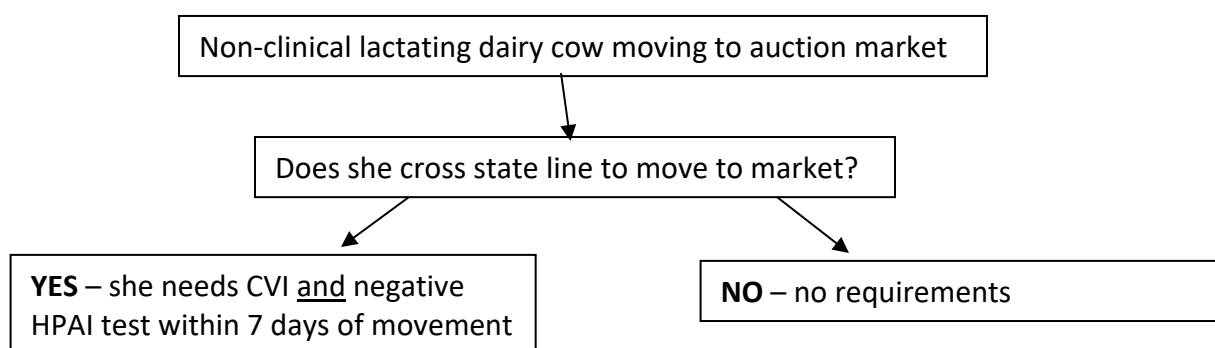 Non-clinical lactating dairy cow moving to auction market
Does she cross state line to move to market?
YES – she needs CVI and negative
HPAI test within 7 days of movement
NO – no requirements